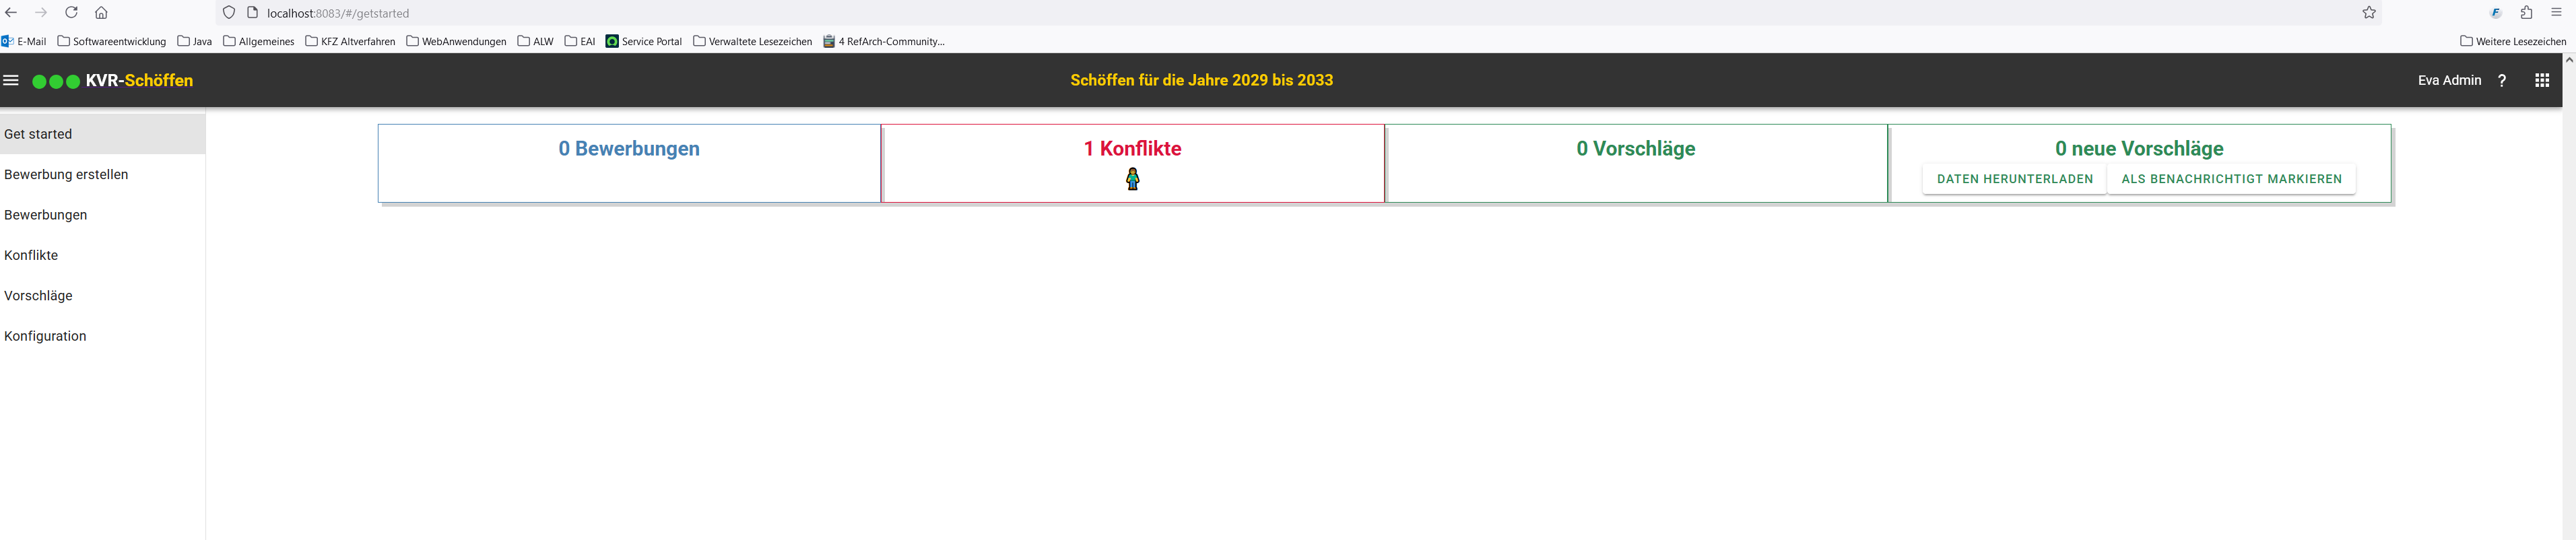 localhost:8083/#/getstarted
E-Mail Softwareentwicklung Java Allgemeines KFZ Altverfahren WebAnwendungen ALW EAI Service Portal Verwaltete Lesezeichen 4 RefArch-Community... Weitere Lesezeichen
KVR-Schöffen Schöffen für die Jahre 2029 bis 2033 Eva Admin ?
Get started
Bewerbung erstellen
Bewerbungen
Konflikte
Vorschläge
Konfiguration
0 Bewerbungen
1 Konflikte
0 Vorschläge
0 neue Vorschläge
DATEN HERUNTERLADEN ALS BENACHRICHTIGT MARKIEREN